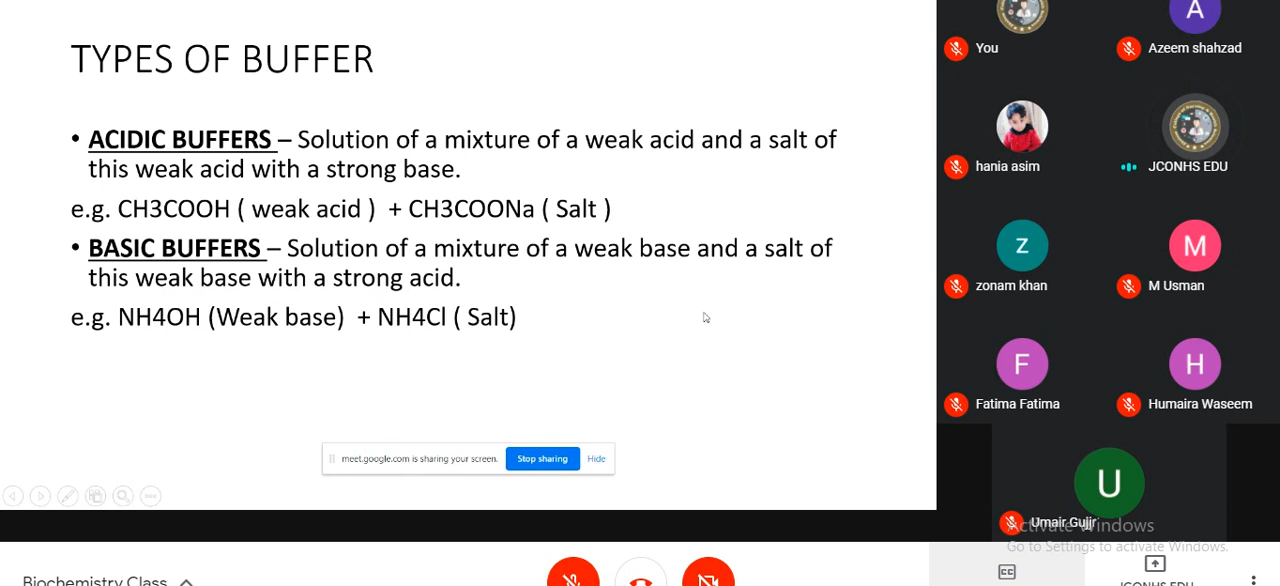 TYPES OF BUFFER
• ACIDIC BUFFERS – Solution of a mixture of a weak acid and a salt of
this weak acid with a strong base.
e.g. CH3COOH ( weak acid ) + CH3COONa ( Salt )
• BASIC BUFFERS – Solution of a mixture of a weak base and a salt of
this weak base with a strong acid.
e.g. NH4OH (Weak base) + NH4Cl ( Salt)
meet.google.com is sharing your screen. Stop sharing Hide
A
You
Azeem shahzad
hania asim
JCONHS EDU
Z
M
zonam khan
M Usman
F
H
Fatima Fatima
Humaira Waseem
U
Umair Gujjr
Activate Windows
Go to Settings to activate Windows.
Biochemistry Class
CC
JCONHS EDU